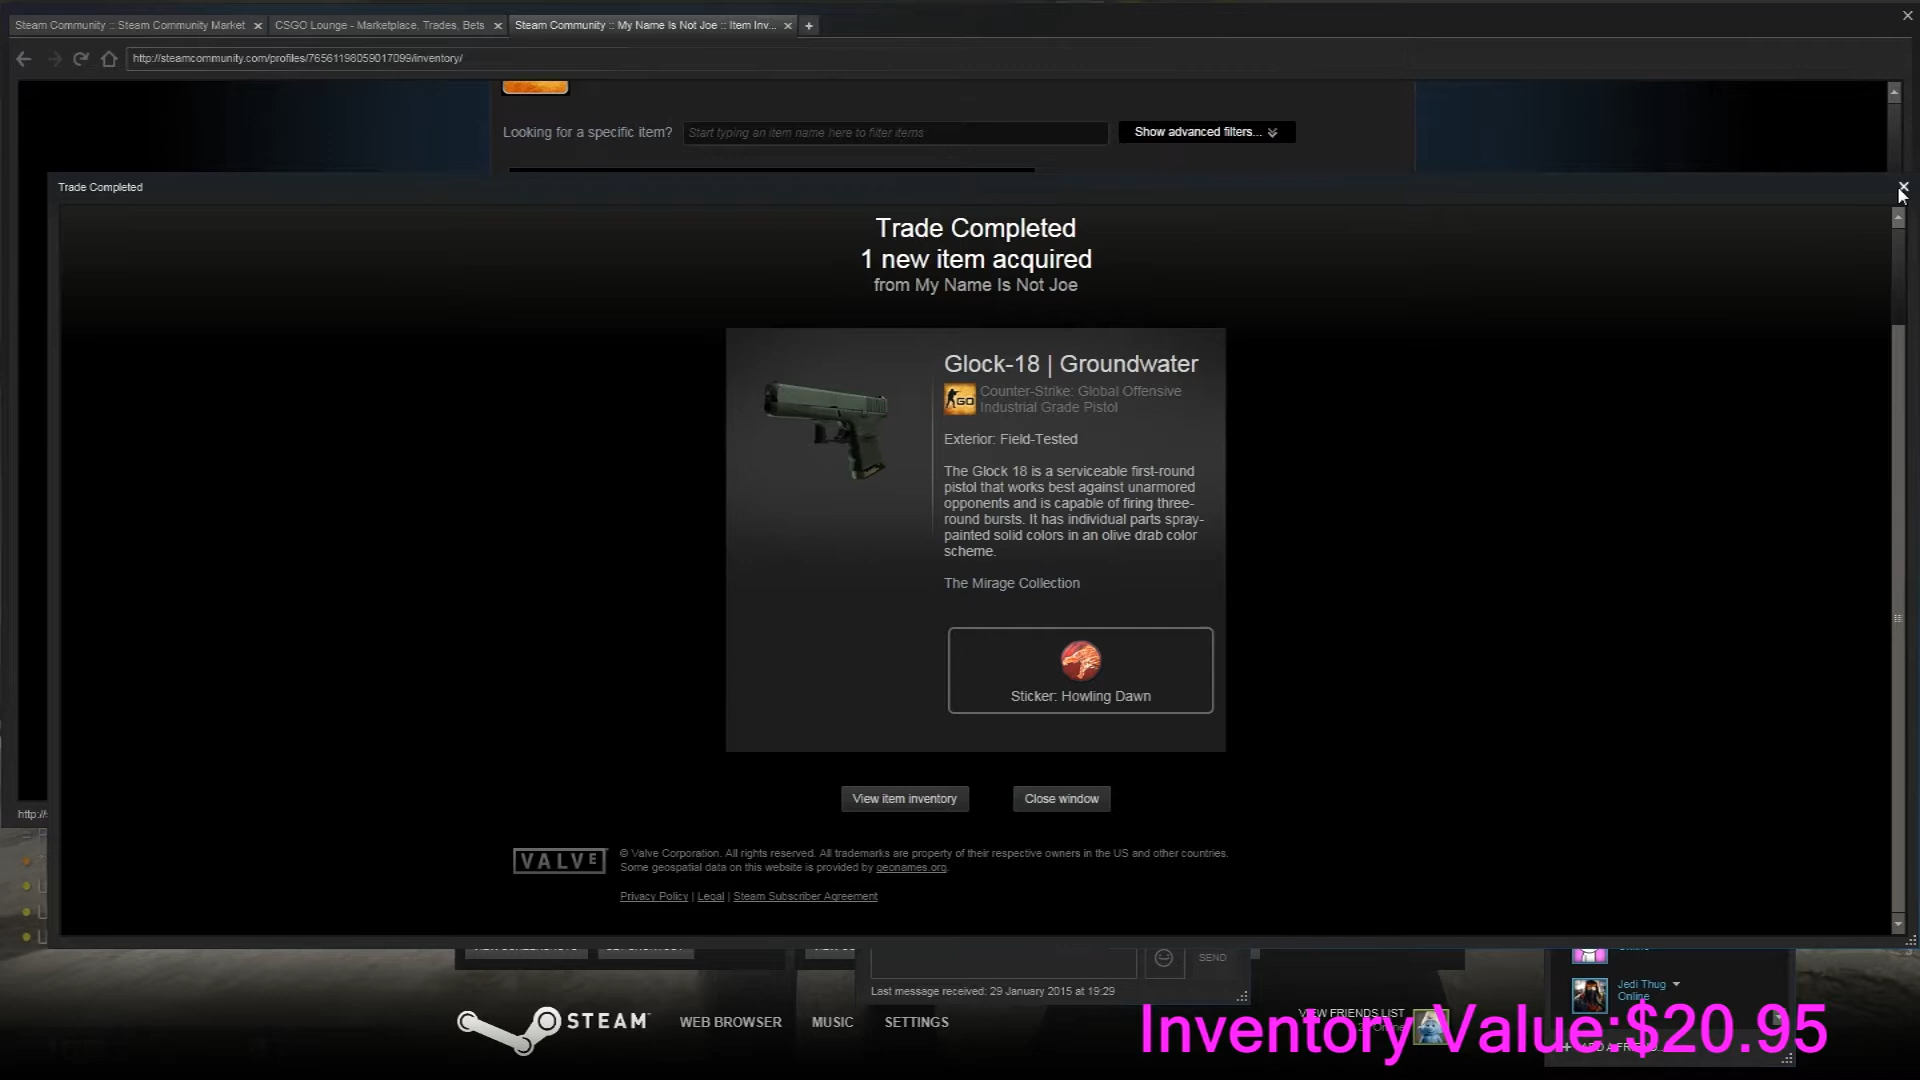 Steam Community :: Steam Community Market
CSGO Lounge - Marketplace, Trades, Bets
Steam Community :: My Name Is Not Joe :: Item Inv...
http://steamcommunity.com/profiles/76561198059017099/inventory/
Looking for a specific item?
Start typing an item name here to filter items
Show advanced filters...
Trade Completed
Trade Completed
1 new item acquired
from My Name Is Not Joe
Glock-18 | Groundwater
GO
Counter-Strike: Global Offensive
Industrial Grade Pistol
Exterior: Field-Tested
The Glock 18 is a serviceable first-round
pistol that works best against unarmored
opponents and is capable of firing three-
round bursts. It has individual parts spray-
painted solid colors in an olive drab color
scheme.
The Mirage Collection
Sticker: Howling Dawn
View item inventory
Close window
http://
VALVE
© Valve Corporation. All rights reserved. All trademarks are property of their respective owners in the US and other countries.
Some geospatial data on this website is provided by geonames.org.
Privacy Policy | Legal | Steam Subscriber Agreement
SEND
Last message received: 29 January 2015 at 19:29
Jedi Thug
Online
STEAM
WEB BROWSER
MUSIC
SETTINGS
VIEW FRIENDS LIST
Inventory Value:$20.95